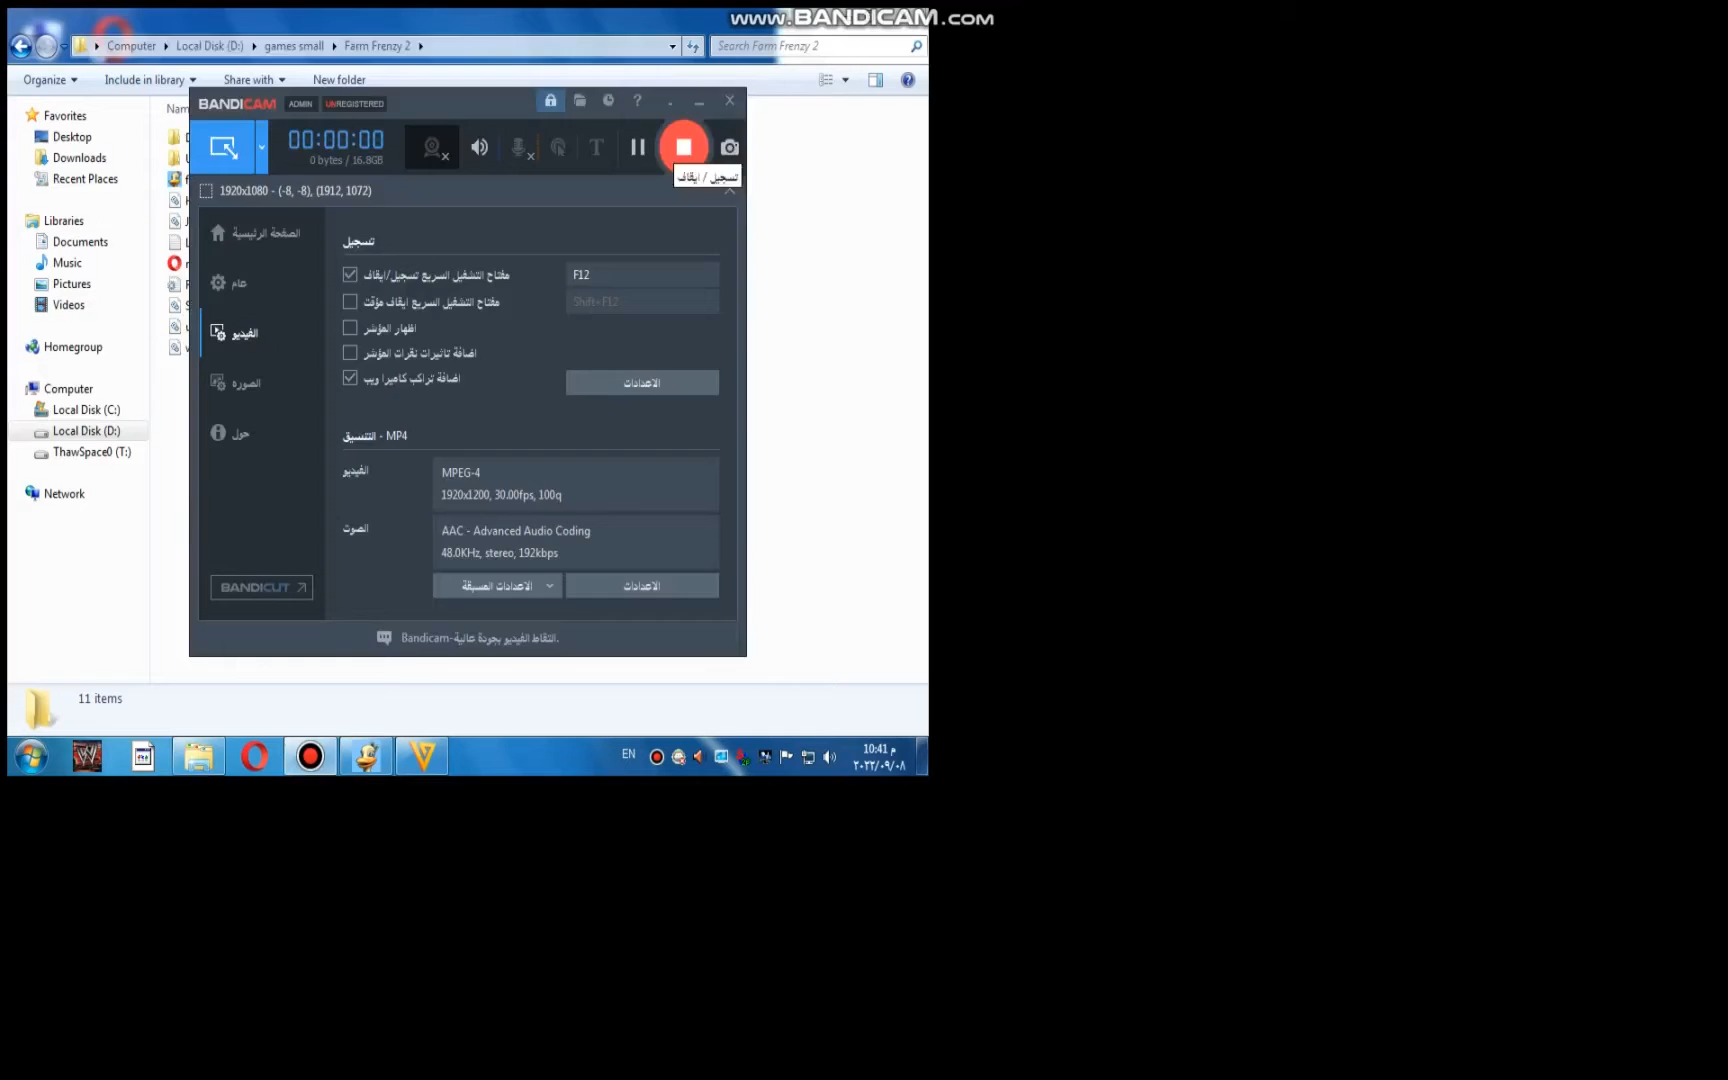 www.BANDICAM.com
Computer Local Disk (D:) games small Farm Frenzy 2
Search Farm Frenzy 2
Organize Include in library Share with New folder
Favorites
Desktop
Downloads
Recent Places
Libraries
Documents
Music
Pictures
Videos
Homegroup
Computer
Local Disk (C:)
Local Disk (D:)
ThawSpace0 (T:)
Network
BANDICAM ADMIN UNREGISTERED
00:00:00
0 bytes / 16.8GB
تسجيل / ايقاف
1920x1080 - (-8, -8), (1912, 1072)
الصفحة الرئيسية
عام
الفيديو
الصوره
حول
BANDICUT
تسجيل
مفتاح التشغيل السريع تسجيل/ايقاف F12
مفتاح التشغيل السريع ايقاف مؤقت Shift+F12
اظهار المؤشر
اضافة تاثيرات نقرات المؤشر
اضافة تراكب كاميرا ويب الاعدادات
التنسيق - MP4
الفيديو MPEG-4
1920x1200, 30.00fps, 100q
الصوت AAC - Advanced Audio Coding
48.0KHz, stereo, 192kbps
الاعدادات المسبقة الاعدادات
Bandicam-التقاط الفيديو بجودة عالية.
11 items
EN
10:41 م
٢٠٢٢/٠٩/٠٨